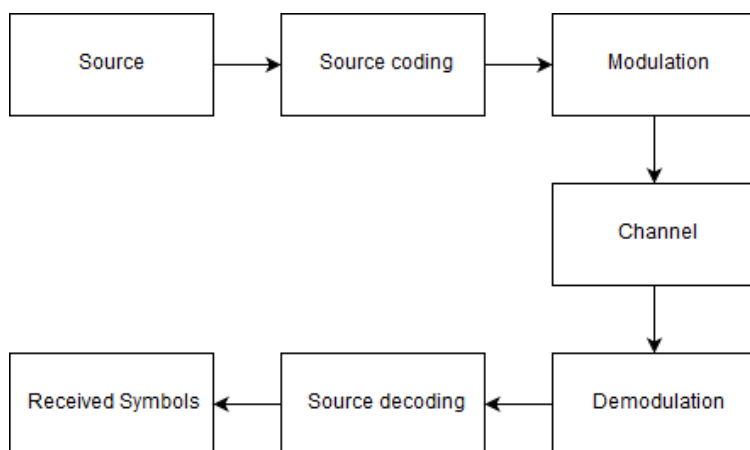 Source
Source coding
Modulation
Channel
Demodulation
Source decoding
Received Symbols